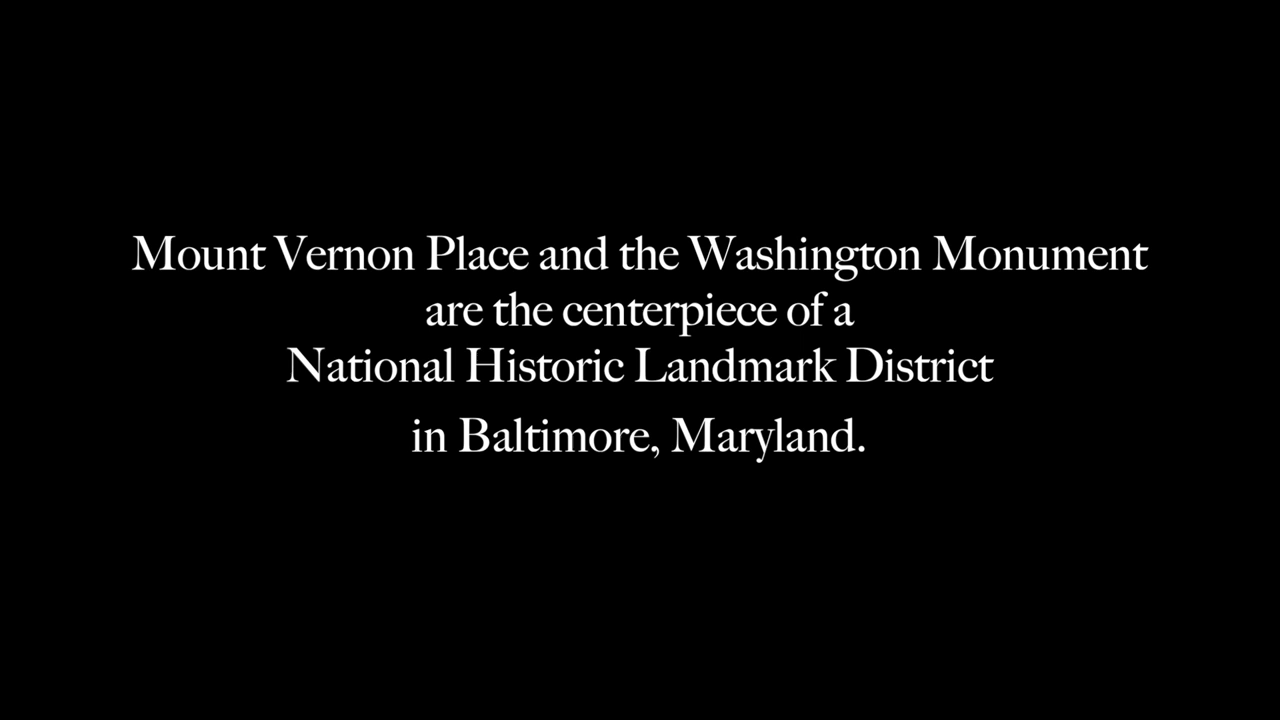 Mount Vernon Place and the Washington Monument
are the centerpiece of a
National Historic Landmark District
in Baltimore, Maryland.